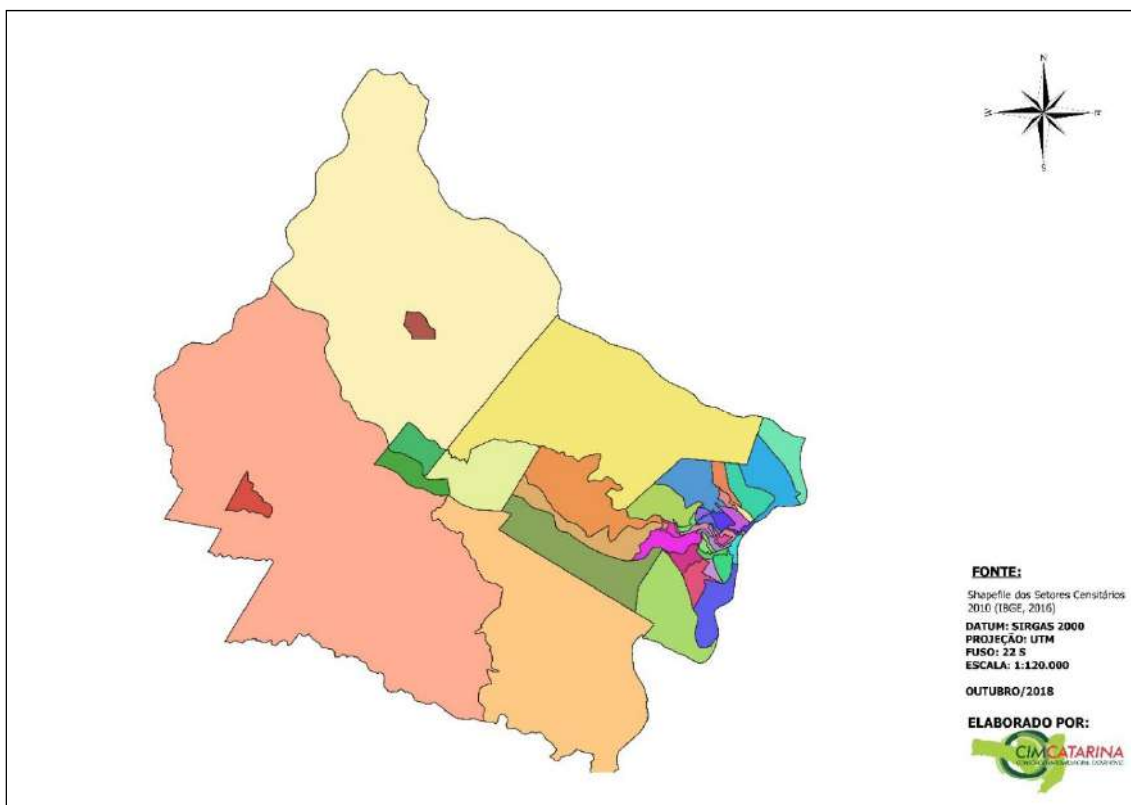 N
S
FONTE:
Shapefile dos Setores Censitários
2010 (IBGE, 2016)
DATUM: SIRGAS 2000
PROJEÇÃO: UTM
FUSO: 22 S
ESCALA: 1:120.000
OUTUBRO/2018
ELABORADO POR:
CIMCATARINA